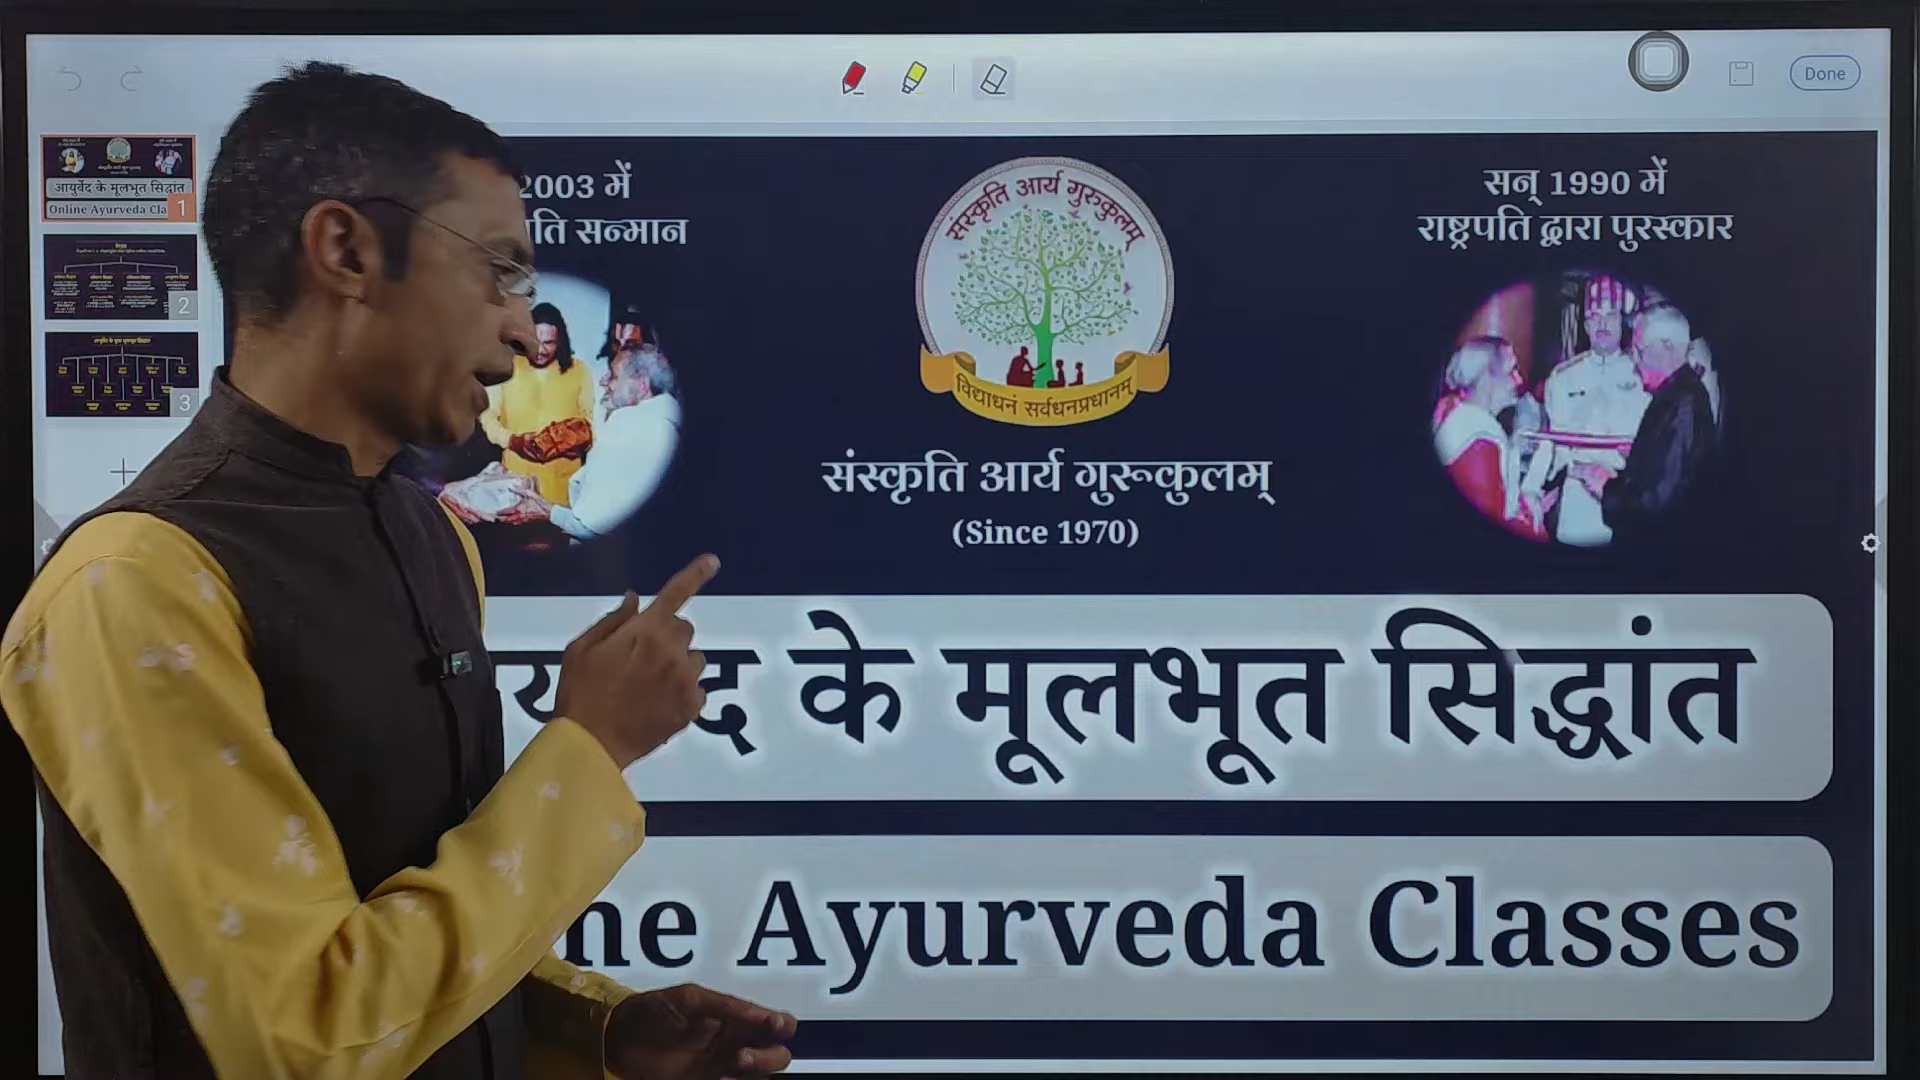 Done
2003 में
सन्मान
संस्कृति आर्य गुरुकुलम्
विद्याधनं सर्वधनप्रधानम्
सन् 1990 में
राष्ट्रपति द्वारा पुरस्कार
संस्कृति आर्य गुरूकुलम्
(Since 1970)
के मूलभूत सिद्धांत
Ayurveda Classes
आयुर्वेद के मूलभूत सिद्धांत
Online Ayurveda Cla
1
2
3